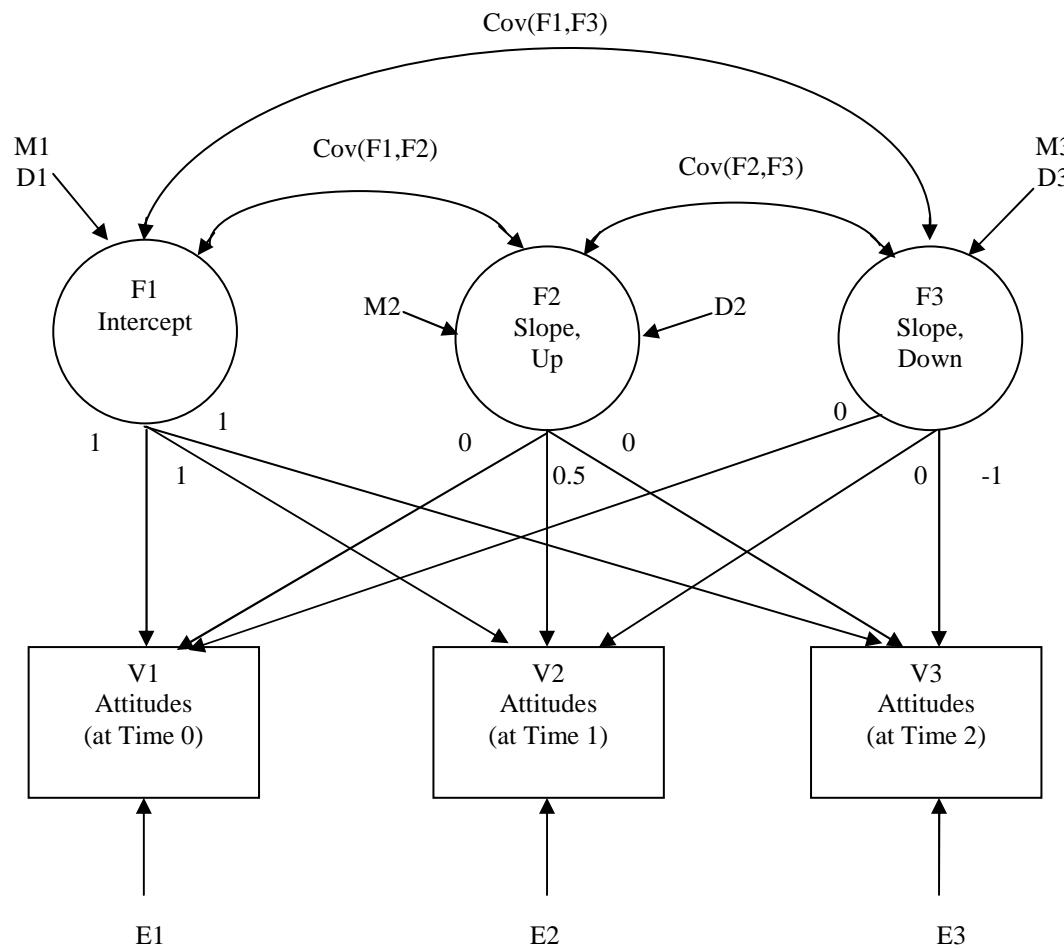 Cov(F1,F3)
M1
D1
Cov(F1,F2)
Cov(F2,F3)
M3
D3
F1
Intercept
M2
F2
Slope,
Up
D2
F3
Slope,
Down
1
1
1
0
0.5
0
0
0
-1
V1
Attitudes
(at Time 0)
V2
Attitudes
(at Time 1)
V3
Attitudes
(at Time 2)
E1
E2
E3